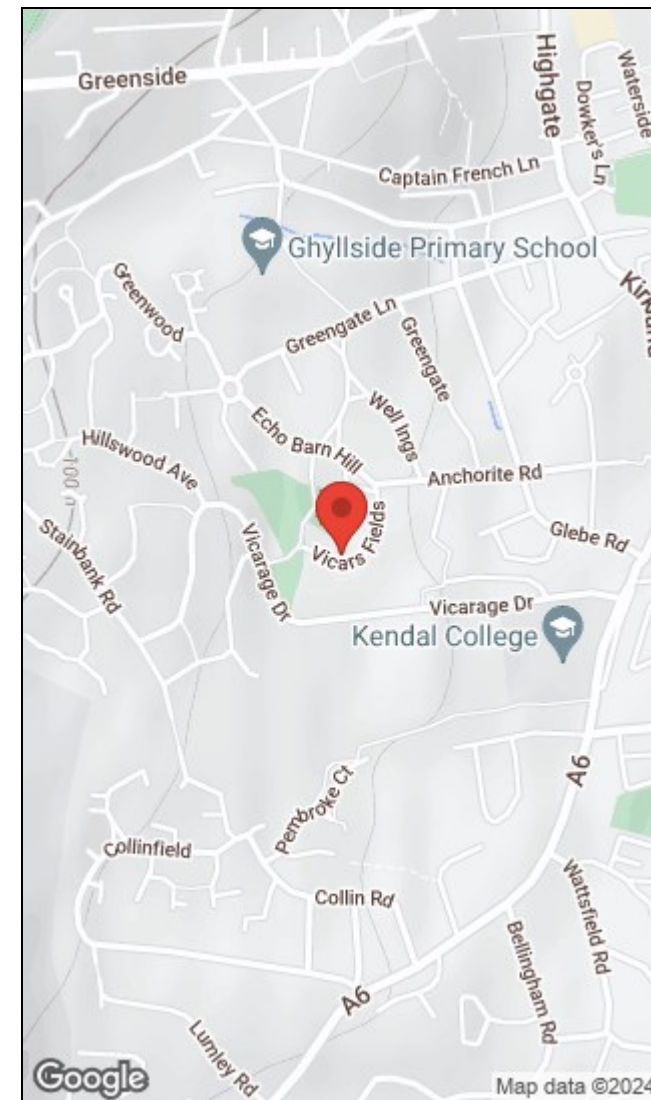 Greenside
Highgate
Waterside
Dowker's Ln
Captain French Ln
Ghyllside Primary School
Kirkland
Greenwood
Greengate Ln
Greengate
Well Ings
Echo Barn Hill
Hillswood Ave
100 m
Anchorite Rd
Stainbank Rd
Vicars Fields
Glebe Rd
Vicarage Dr
Vicarage Dr
Kendal College
A6
Pembroke Ct
Collinfield
Collin Rd
Wattsfield Rd
Bellingham Rd
A6
Lumley Rd
Google
Map data ©2024